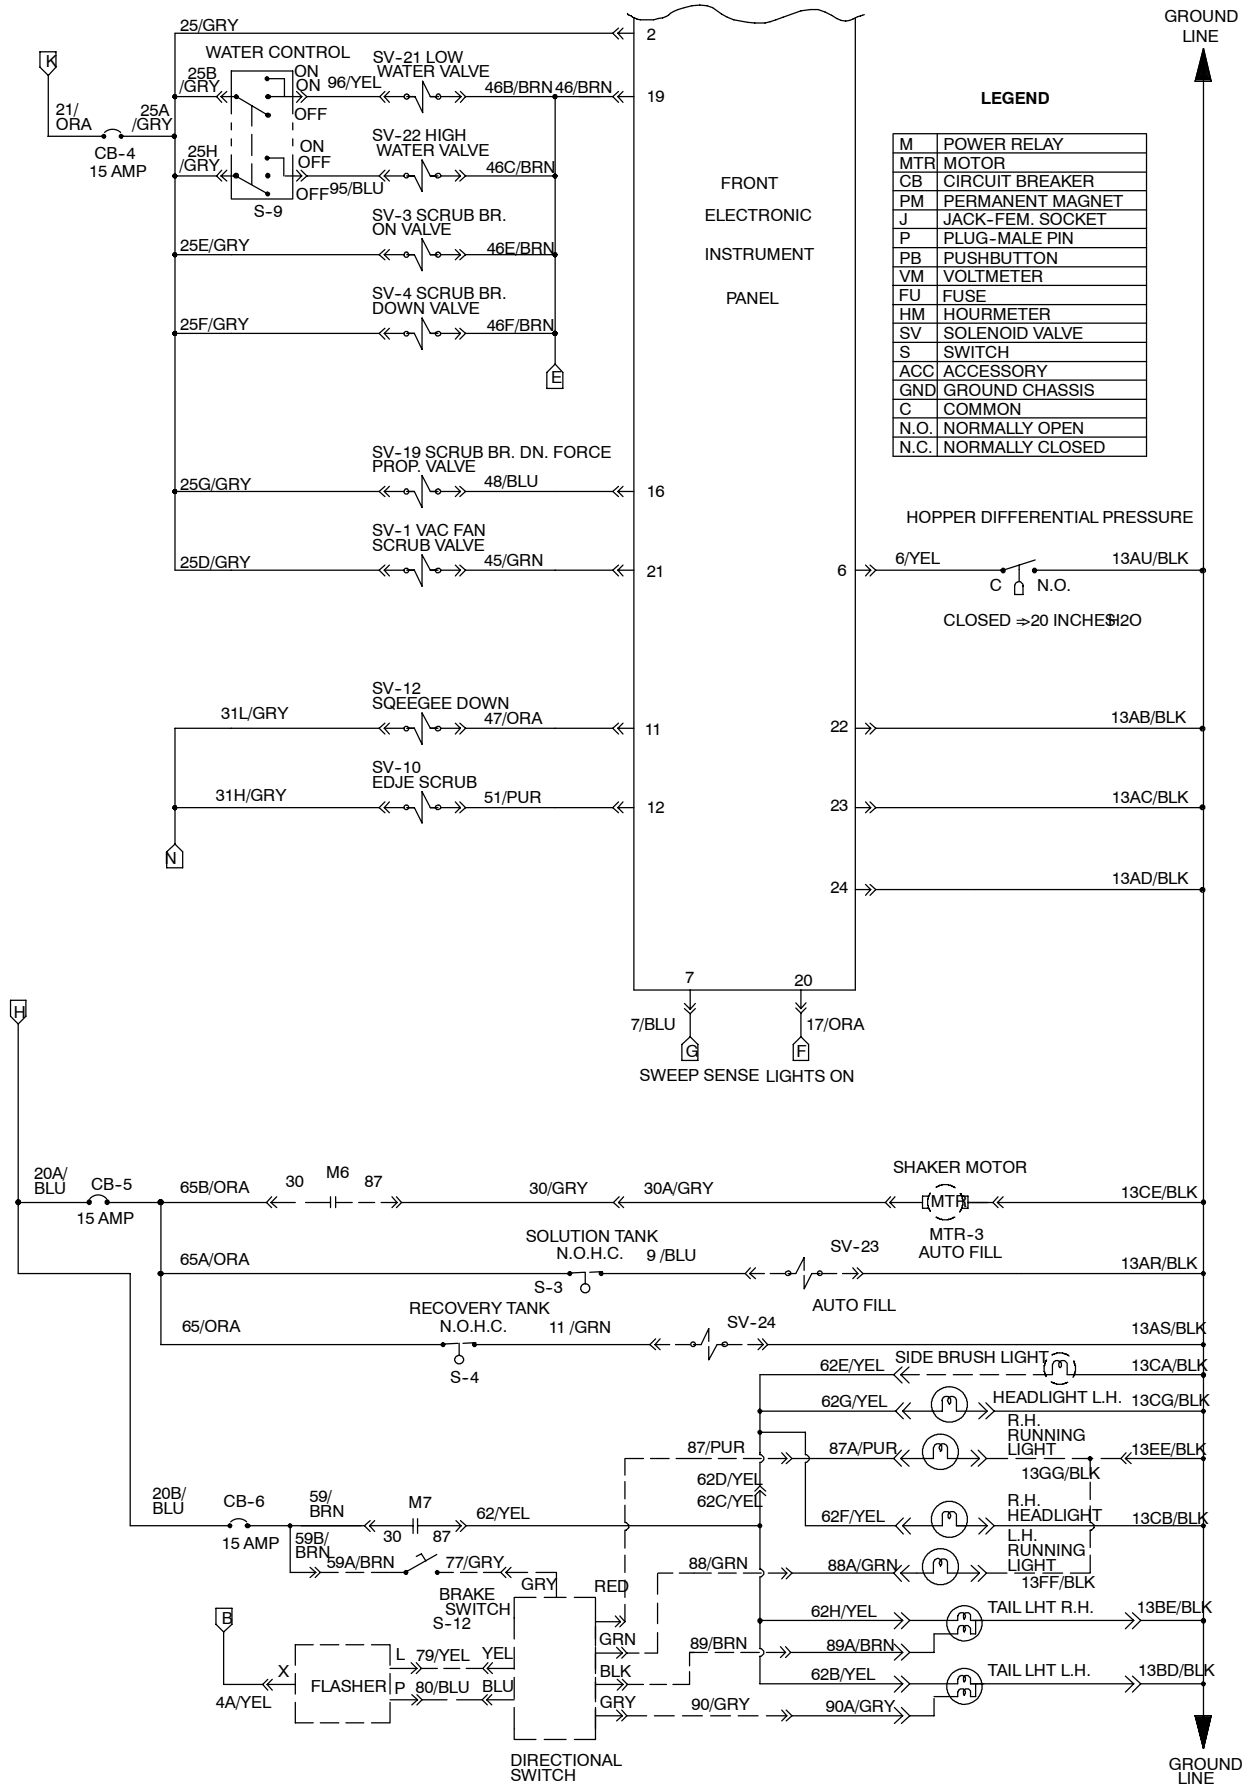 GROUND
LINE
25/GRY
2
WATER CONTROL
K
25B
/GRY
ON
ON
OFF
96/YEL
SV-21 LOW
WATER VALVE
46B/BRN
46/BRN
19
LEGEND
21/
ORA
25A
/GRY
CB-4
15 AMP
25H
/GRY
ON
OFF
OFF
95/BLU
S-9
SV-22 HIGH
WATER VALVE
46C/BRN
M POWER RELAY
MTR MOTOR
CB CIRCUIT BREAKER
PM PERMANENT MAGNET
J JACK-FEM. SOCKET
P PLUG-MALE PIN
PB PUSHBUTTON
VM VOLTMETER
FU FUSE
HM HOURMETER
SV SOLENOID VALVE
S SWITCH
ACC ACCESSORY
GND GROUND CHASSIS
C COMMON
N.O. NORMALLY OPEN
N.C. NORMALLY CLOSED
FRONT
ELECTRONIC
INSTRUMENT
PANEL
25E/GRY
SV-3 SCRUB BR.
ON VALVE
46E/BRN
25F/GRY
SV-4 SCRUB BR.
DOWN VALVE
46F/BRN
E
25G/GRY
SV-19 SCRUB BR. DN. FORCE
PROP. VALVE
48/BLU
16
25D/GRY
SV-1 VAC FAN
SCRUB VALVE
45/GRN
21
HOPPER DIFFERENTIAL PRESSURE
6
6/YEL
C
N.O.
13AU/BLK
CLOSED =>20 INCHES H2O
31L/GRY
SV-12
SQEEGEE DOWN
47/ORA
11
22
13AB/BLK
31H/GRY
SV-10
EDJE SCRUB
51/PUR
12
23
13AC/BLK
N
24
13AD/BLK
7
20
7/BLU
17/ORA
G
F
SWEEP SENSE
LIGHTS ON
H
20A/
BLU
CB-5
15 AMP
65B/ORA
30
M6
87
30/GRY
30A/GRY
SHAKER MOTOR
MTR
MTR-3
AUTO FILL
13CE/BLK
65A/ORA
SOLUTION TANK
N.O.H.C.
S-3
9 /BLU
SV-23
AUTO FILL
13AR/BLK
65/ORA
RECOVERY TANK
N.O.H.C.
S-4
11 /GRN
SV-24
13AS/BLK
62E/YEL
SIDE BRUSH LIGHT
13CA/BLK
62G/YEL
HEADLIGHT L.H.
13CG/BLK
87/PUR
87A/PUR
R.H.
RUNNING
LIGHT
13EE/BLK
13GG/BLK
62D/YEL
62C/YEL
20B/
BLU
CB-6
15 AMP
59/
BRN
30
M7
87
62/YEL
62F/YEL
R.H.
HEADLIGHT
13CB/BLK
59B/
BRN
59A/BRN
77/GRY
BRAKE
SWITCH
S-12
88/GRN
88A/GRN
L.H.
RUNNING
LIGHT
13FF/BLK
GRY
RED
GRN
BLK
GRY
B
62H/YEL
TAIL LHT R.H.
13BE/BLK
89/BRN
89A/BRN
X
FLASHER
L
79/YEL
YEL
P
80/BLU
BLU
4A/YEL
62B/YEL
TAIL LHT L.H.
13BD/BLK
90/GRY
90A/GRY
DIRECTIONAL
SWITCH
GROUND
LINE